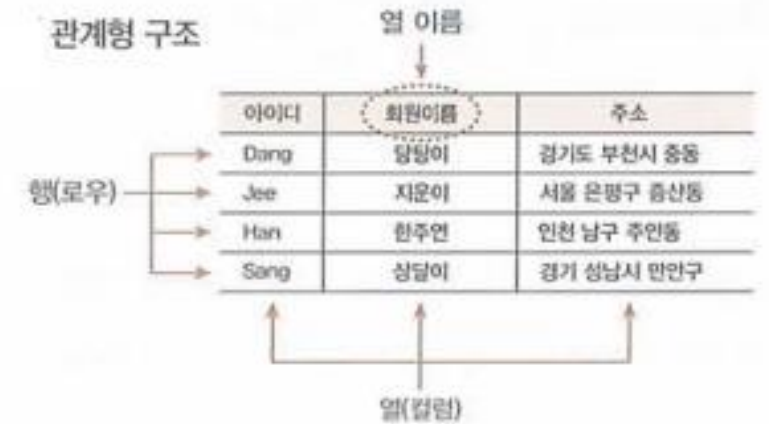 관계형 구조
열 이름
아이디 회원이름 주소
Dang 당탕이 경기도 부천시 중동
행(로우)
Jee 지운이 서울 은평구 증산동
Han 한주연 인천 남구 주안동
Sang 상달이 경기 성남시 만안구
열(컬럼)